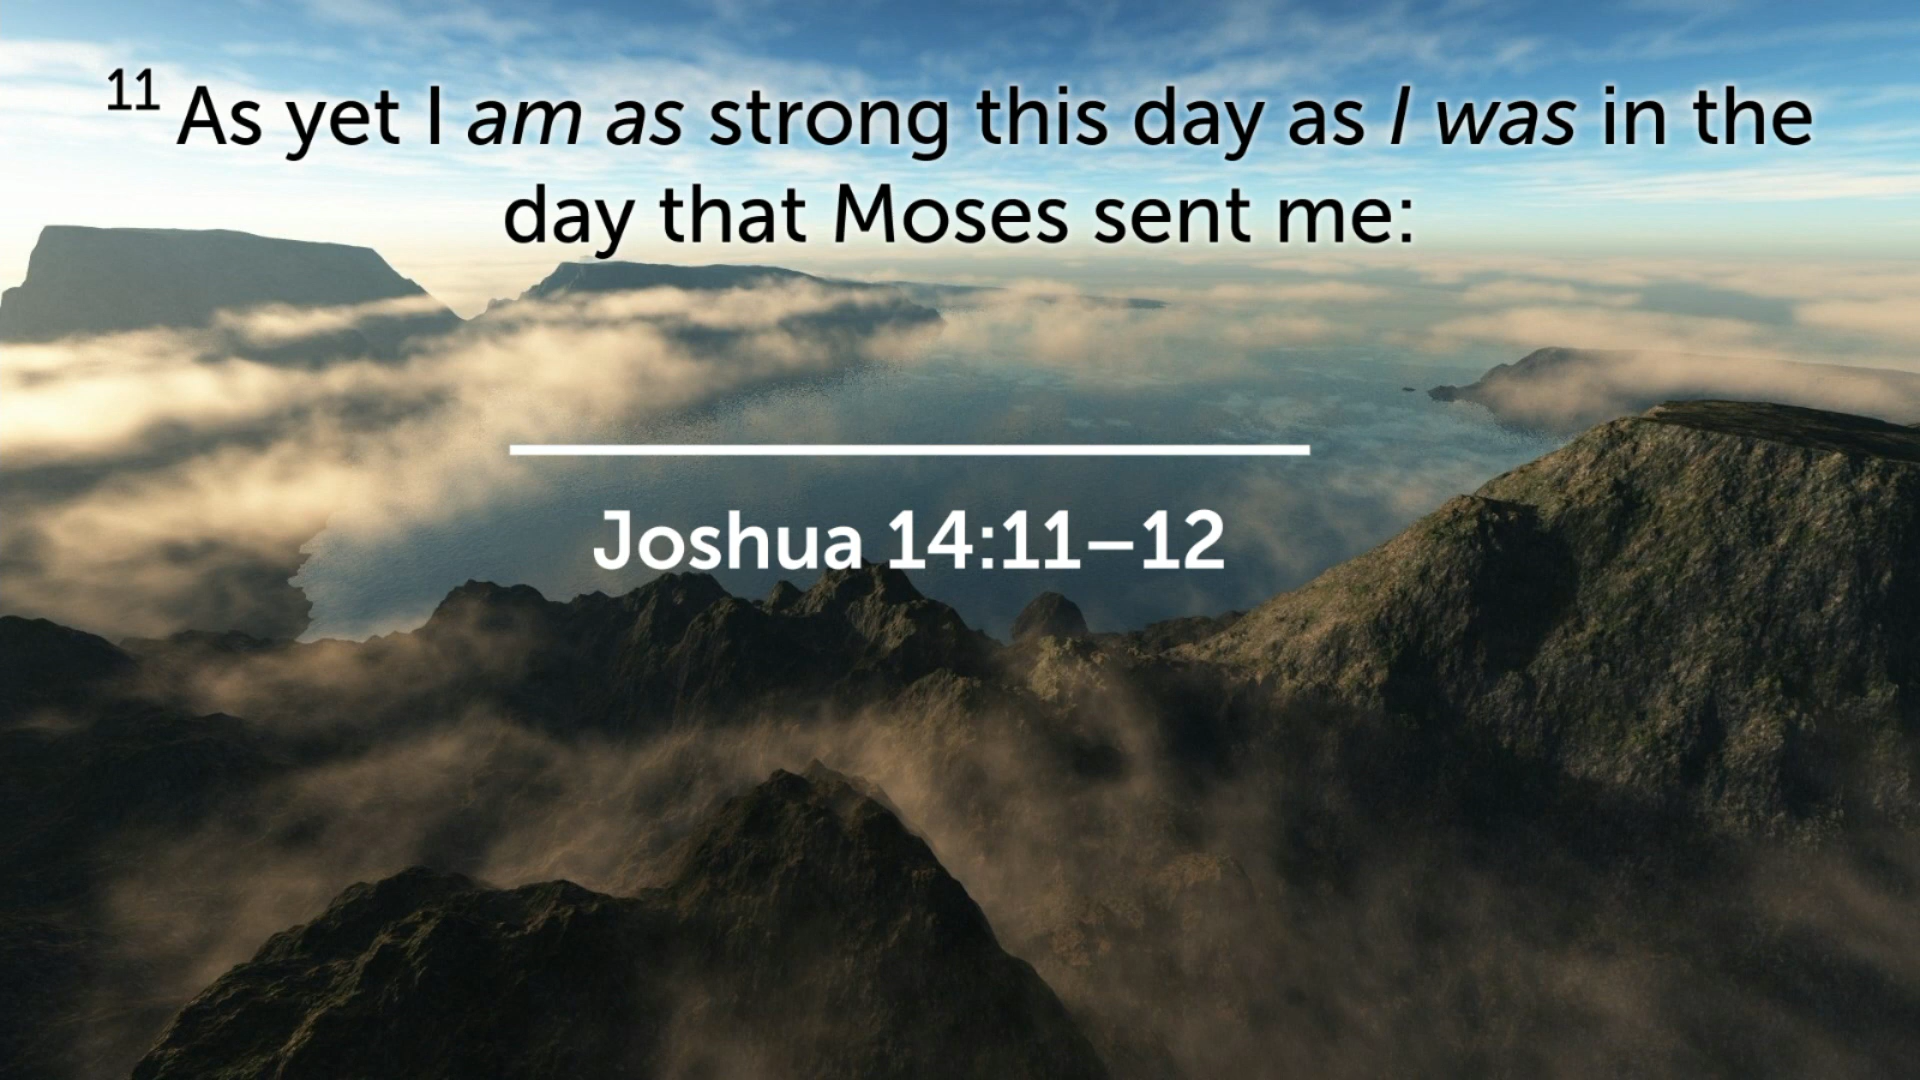 11 As yet I am as strong this day as I was in the
day that Moses sent me:
Joshua 14:11–12